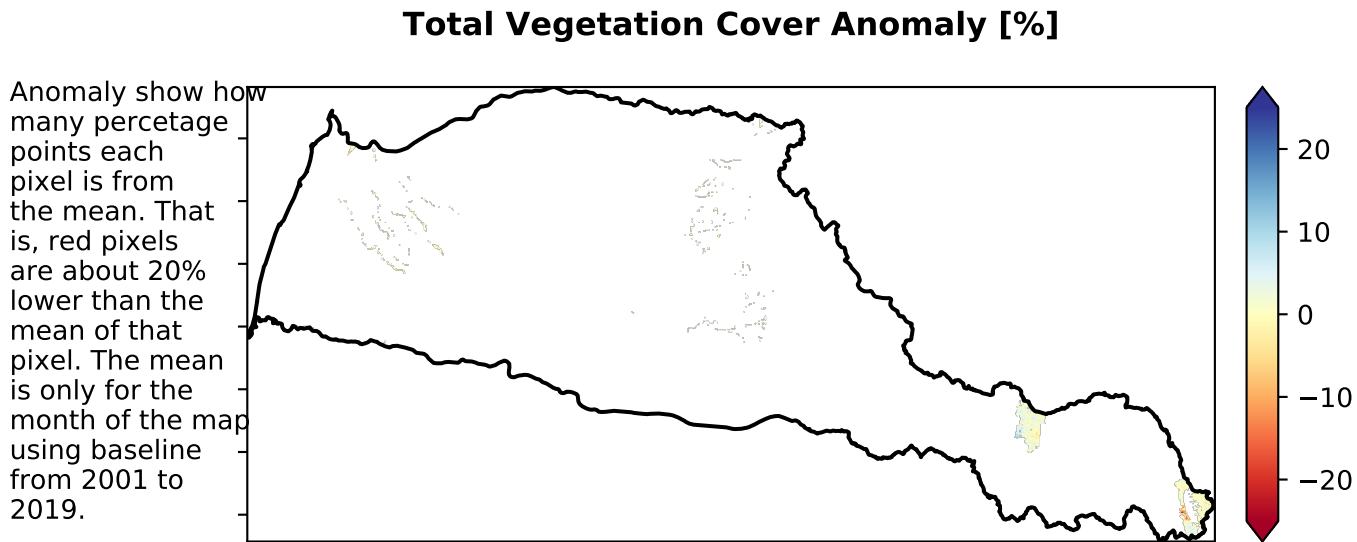 Total Vegetation Cover Anomaly [%]
Anomaly show how
many percetage
points each
pixel is from
the mean. That
is, red pixels
are about 20%
lower than the
mean of that
pixel. The mean
is only for the
month of the map
using baseline
from 2001 to
2019.
20
10
0
−10
−20